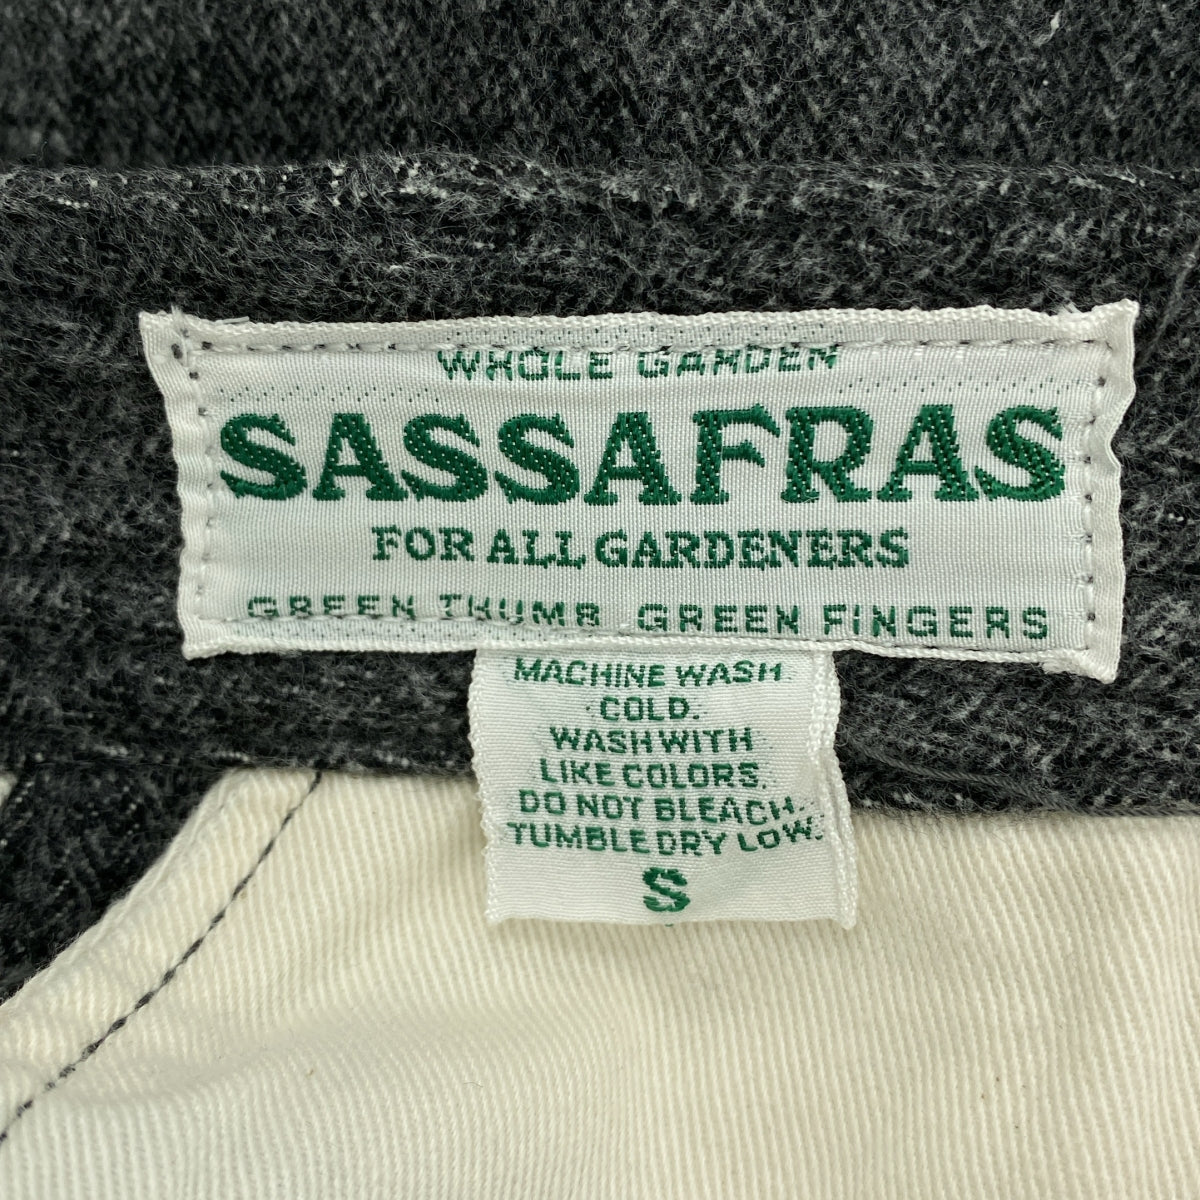 WHOLE GARDEN
SASSAFRAS
FOR ALL GARDENERS
GREEN THUMB GREEN FINGERS
MACHINE WASH
COLD.
WASH WITH
LIKE COLORS.
DO NOT BLEACH.
TUMBLE DRY LOW.
S